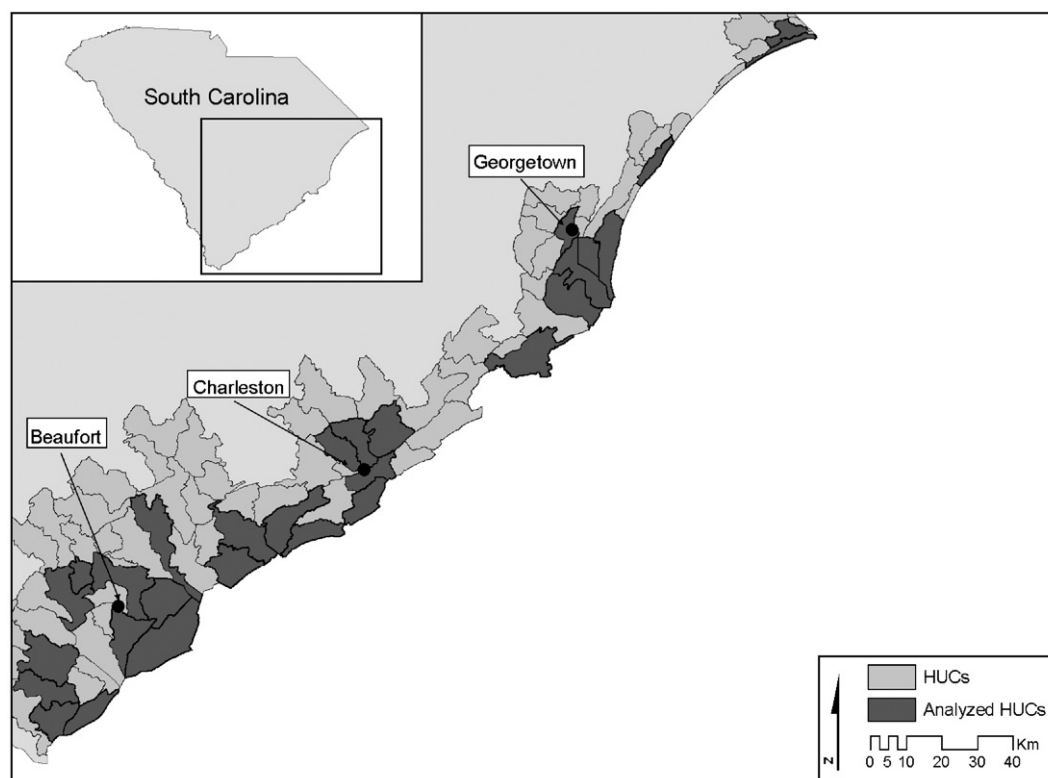 South Carolina
Georgetown
Charleston
Beaufort
HUCs
Analyzed HUCs
Km
0 5 10 20 30 40
N